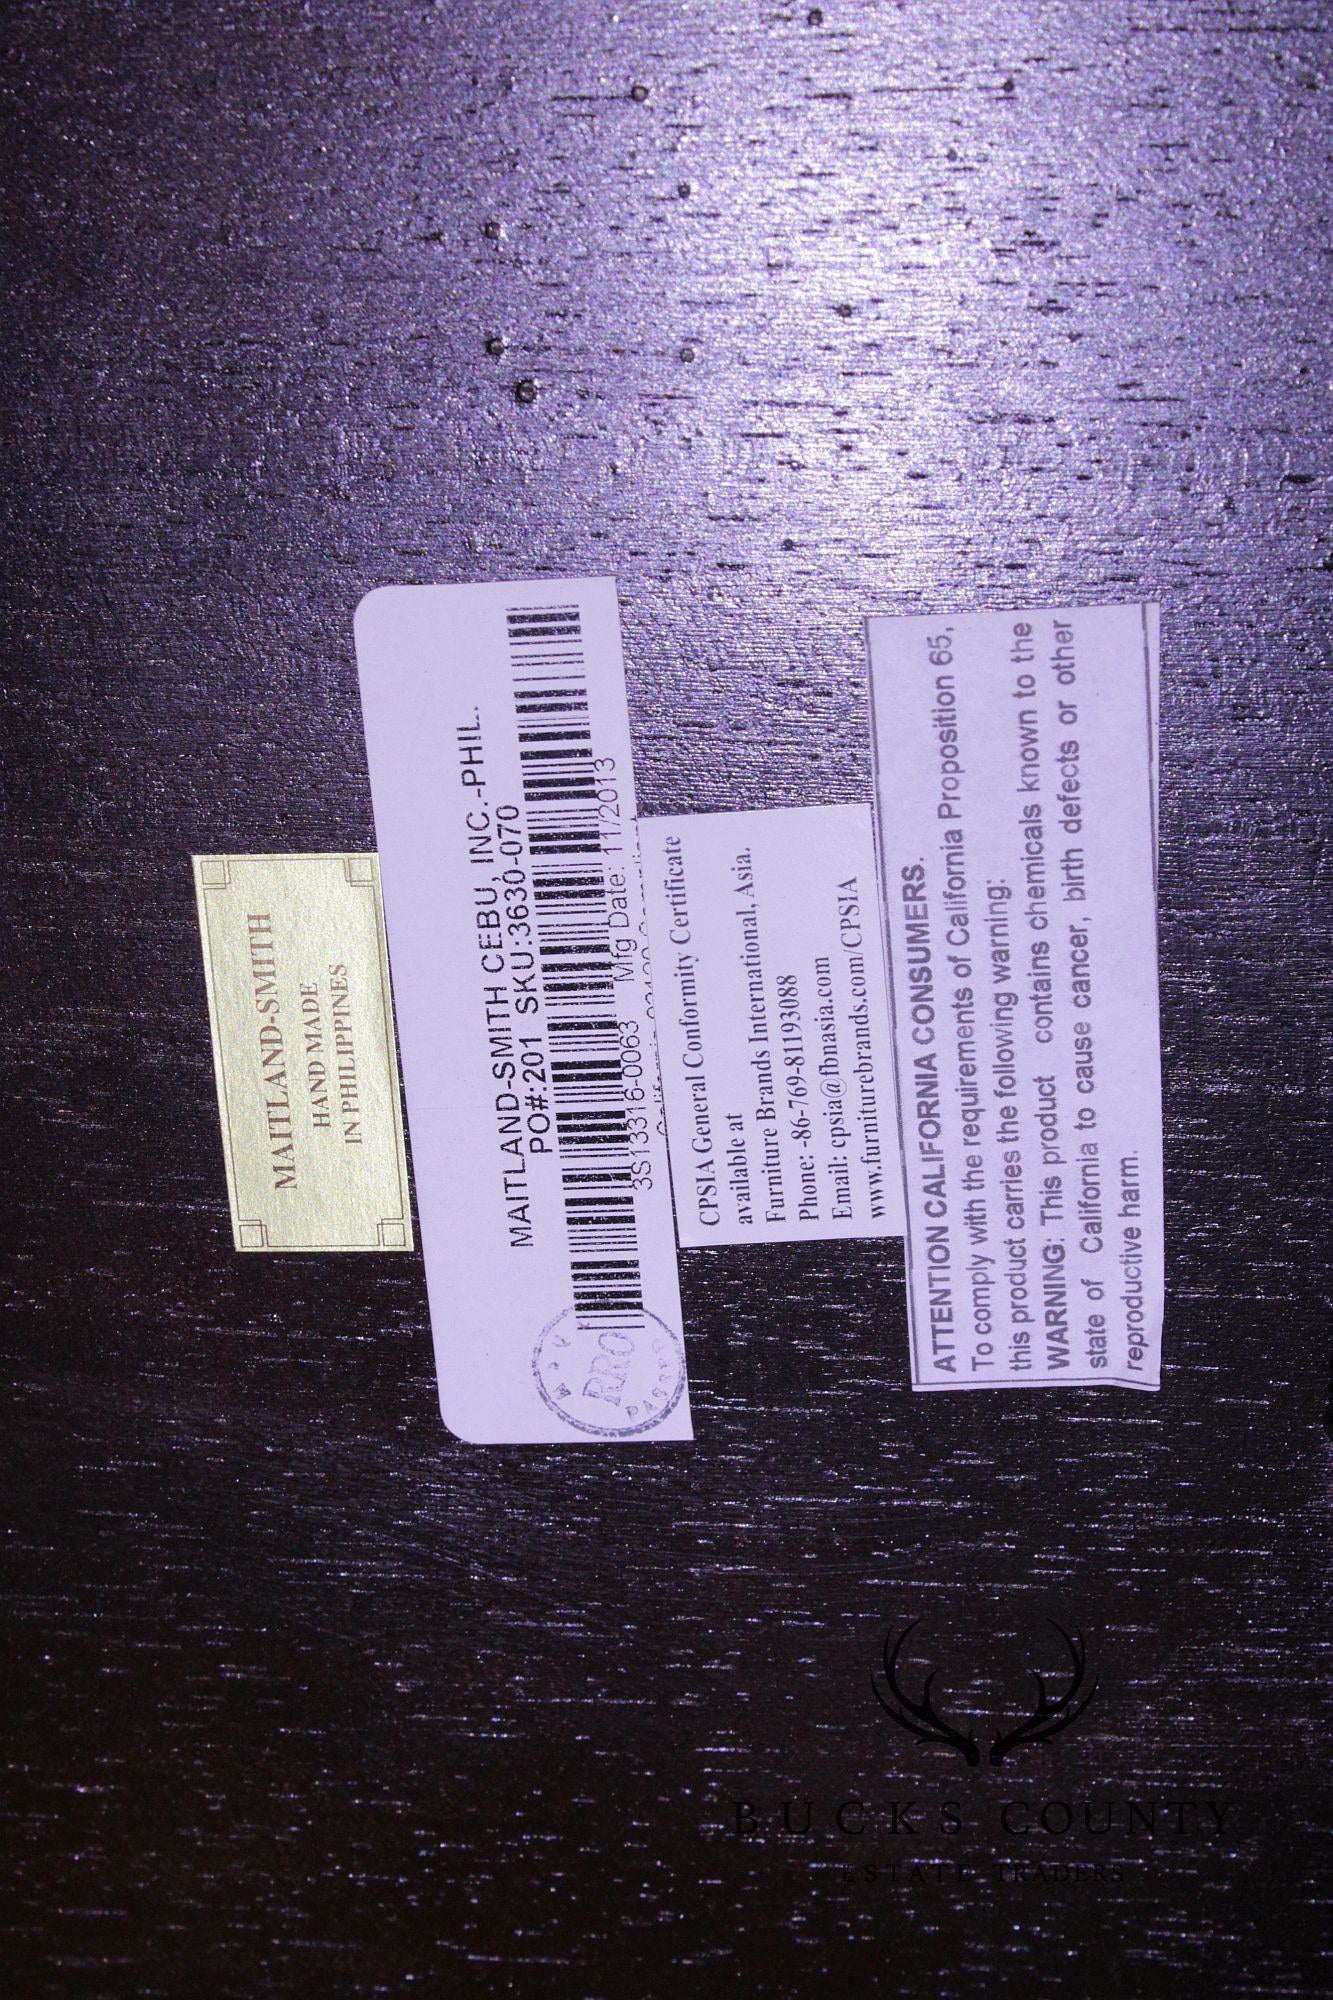 MAITLAND-SMITH
HAND MADE
IN PHILIPPINES
MAITLAND-SMITH CEBU, INC.-PHIL.
PO#:201 SKU:3630-070
3S13316-0063 Mfg Date: 11/2013
RRO
PASSED
CPSIA General Conformity Certificate
available at
Furniture Brands International, Asia.
Phone: -86-769-81193088
Email: cpsia@fbnasia.com
www.furniturebrands.com/CPSIA
ATTENTION CALIFORNIA CONSUMERS.
To comply with the requirements of California Proposition 65,
this product carries the following warning:
WARNING: This product contains chemicals known to the
state of California to cause cancer, birth defects or other
reproductive harm.
BUCKS COUNTY
ESTATE TRADERS